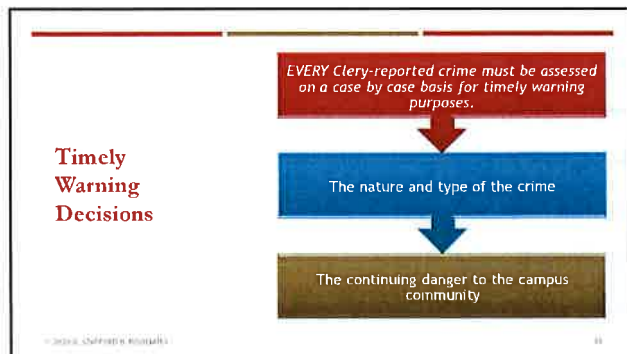 EVERY Clery-reported crime must be assessed
on a case by case basis for timely warning
purposes.
Timely
Warning
Decisions
The nature and type of the crime
The continuing danger to the campus
community